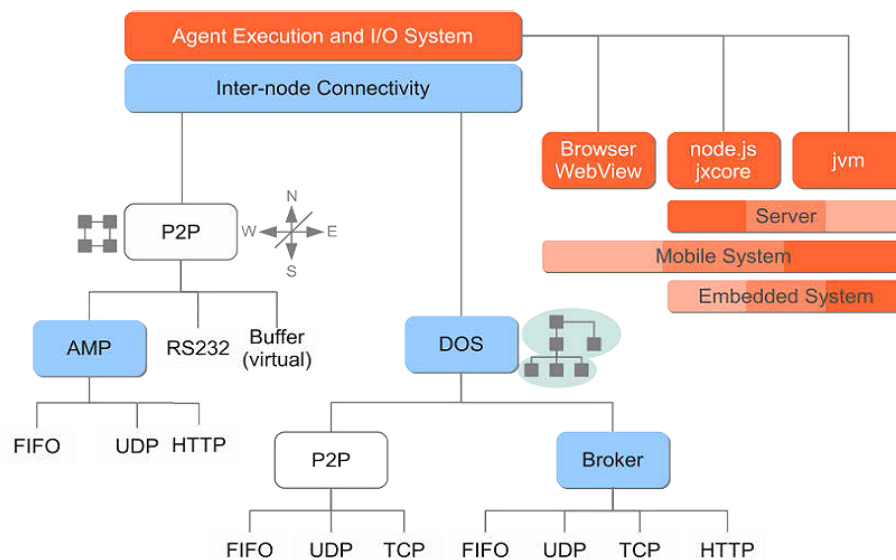 Agent Execution and I/O System
Inter-node Connectivity
Browser
WebView
node.js
jxcore
jvm
N
P2P
W
E
S
Server
Mobile System
Embedded System
AMP
RS232
Buffer
(virtual)
DOS
FIFO
UDP
HTTP
P2P
Broker
FIFO
UDP
TCP
FIFO
UDP
TCP
HTTP